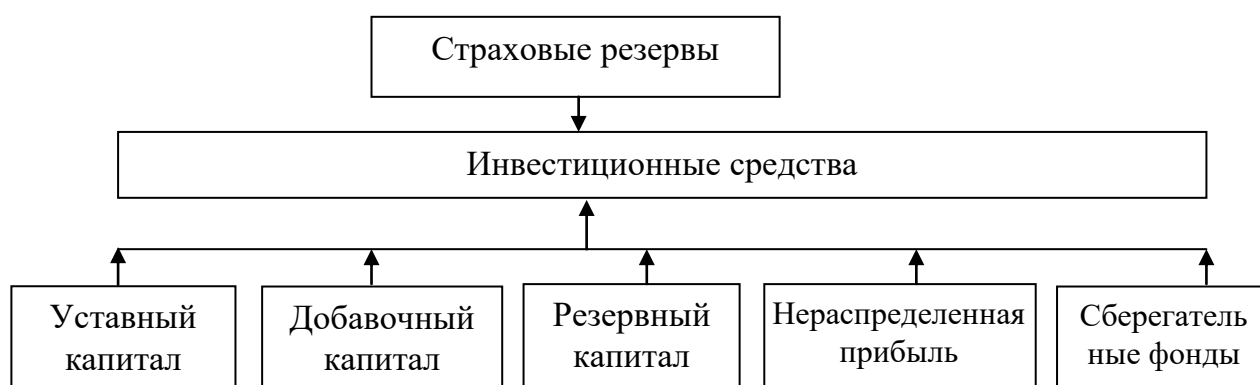 Страховые резервы
Инвестиционные средства
Уставный
капитал
Добавочный
капитал
Резервный
капитал
Нераспределенная
прибыль
Сберегатель
ные фонды